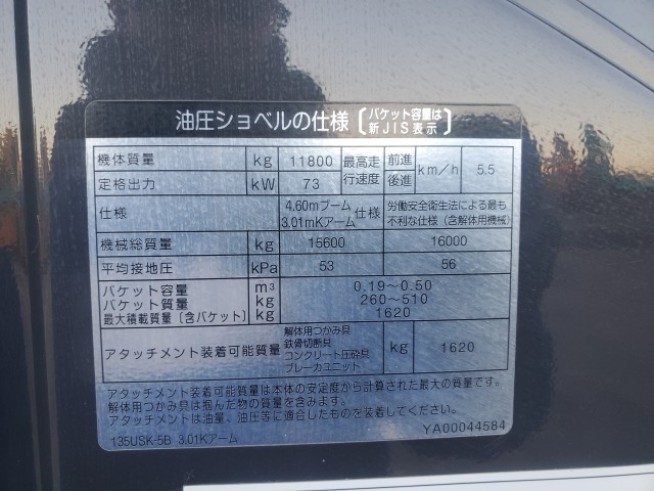 油圧ショベルの仕様〔バケット容量は新JIS表示〕
機体質量 kg 11800 最高走行速度 前進 後進 km/h 5.5
定格出力 kW 73
仕様 4.60mブーム 3.01mKアーム 仕様 労働安全衛生法による最も不利な仕様(含解体用機械)
機械総質量 kg 15600 16000
平均接地圧 kPa 53 56
バケット容量 m³ 0.19～0.50
バケット質量 kg 260～510
最大積載質量〔含バケット〕 kg 1620
アタッチメント装着可能質量 解体用つかみ具 鉄骨切断具 コンクリート圧砕具 ブレーカユニット kg 1620
アタッチメント装着可能質量は本体の安定度から計算された最大の質量です。
解体用つかみ具は掴んだ物の質量を含みます。
アタッチメントは油量、油圧等に適合したものを装着してください。
135USK-5B 3.01Kアーム YA00044584